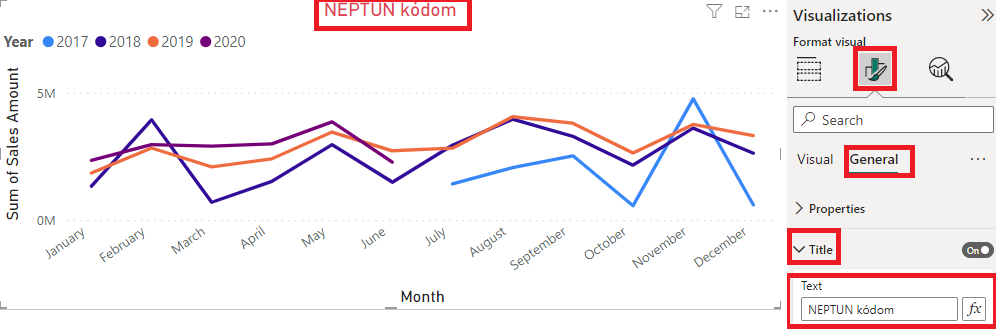 NEPTUN kódom
Year 2017 2018 2019 2020
Sum of Sales Amount
5M
0M
January
February
March
April
May
June
July
August
September
October
November
December
Month
Visualizations
Format visual
Search
Visual General
Properties
Title On
Text
NEPTUN kódom fx